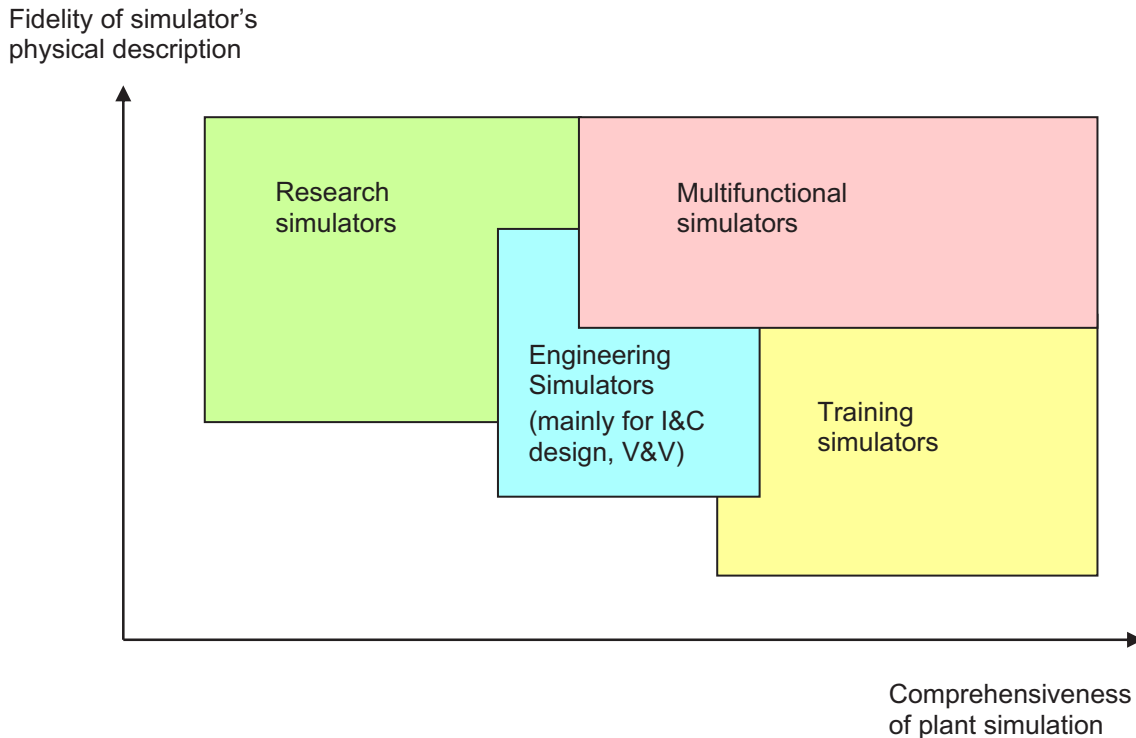 Fidelity of simulator’s
physical description
Research
simulators
Multifunctional
simulators
Engineering
Simulators
(mainly for I&C
design, V&V)
Training
simulators
Comprehensiveness
of plant simulation